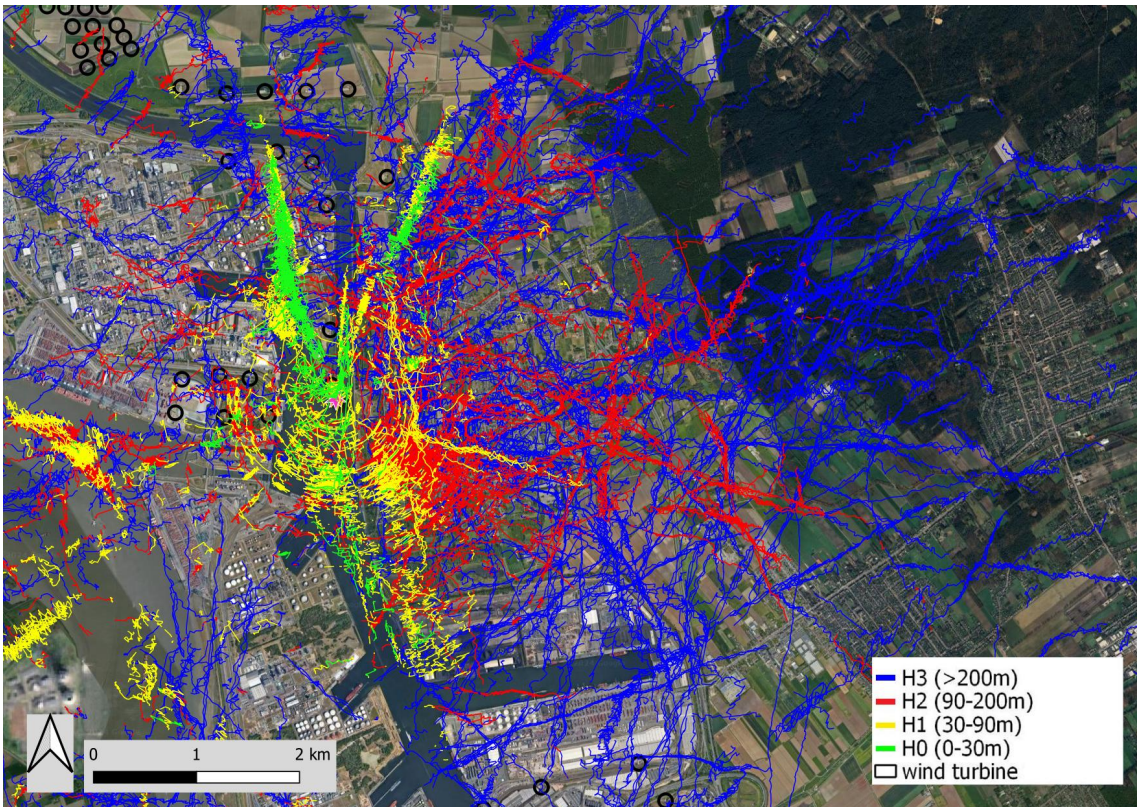 H3 (>200m)
H2 (90-200m)
H1 (30-90m)
H0 (0-30m)
wind turbine
0 1 2 km